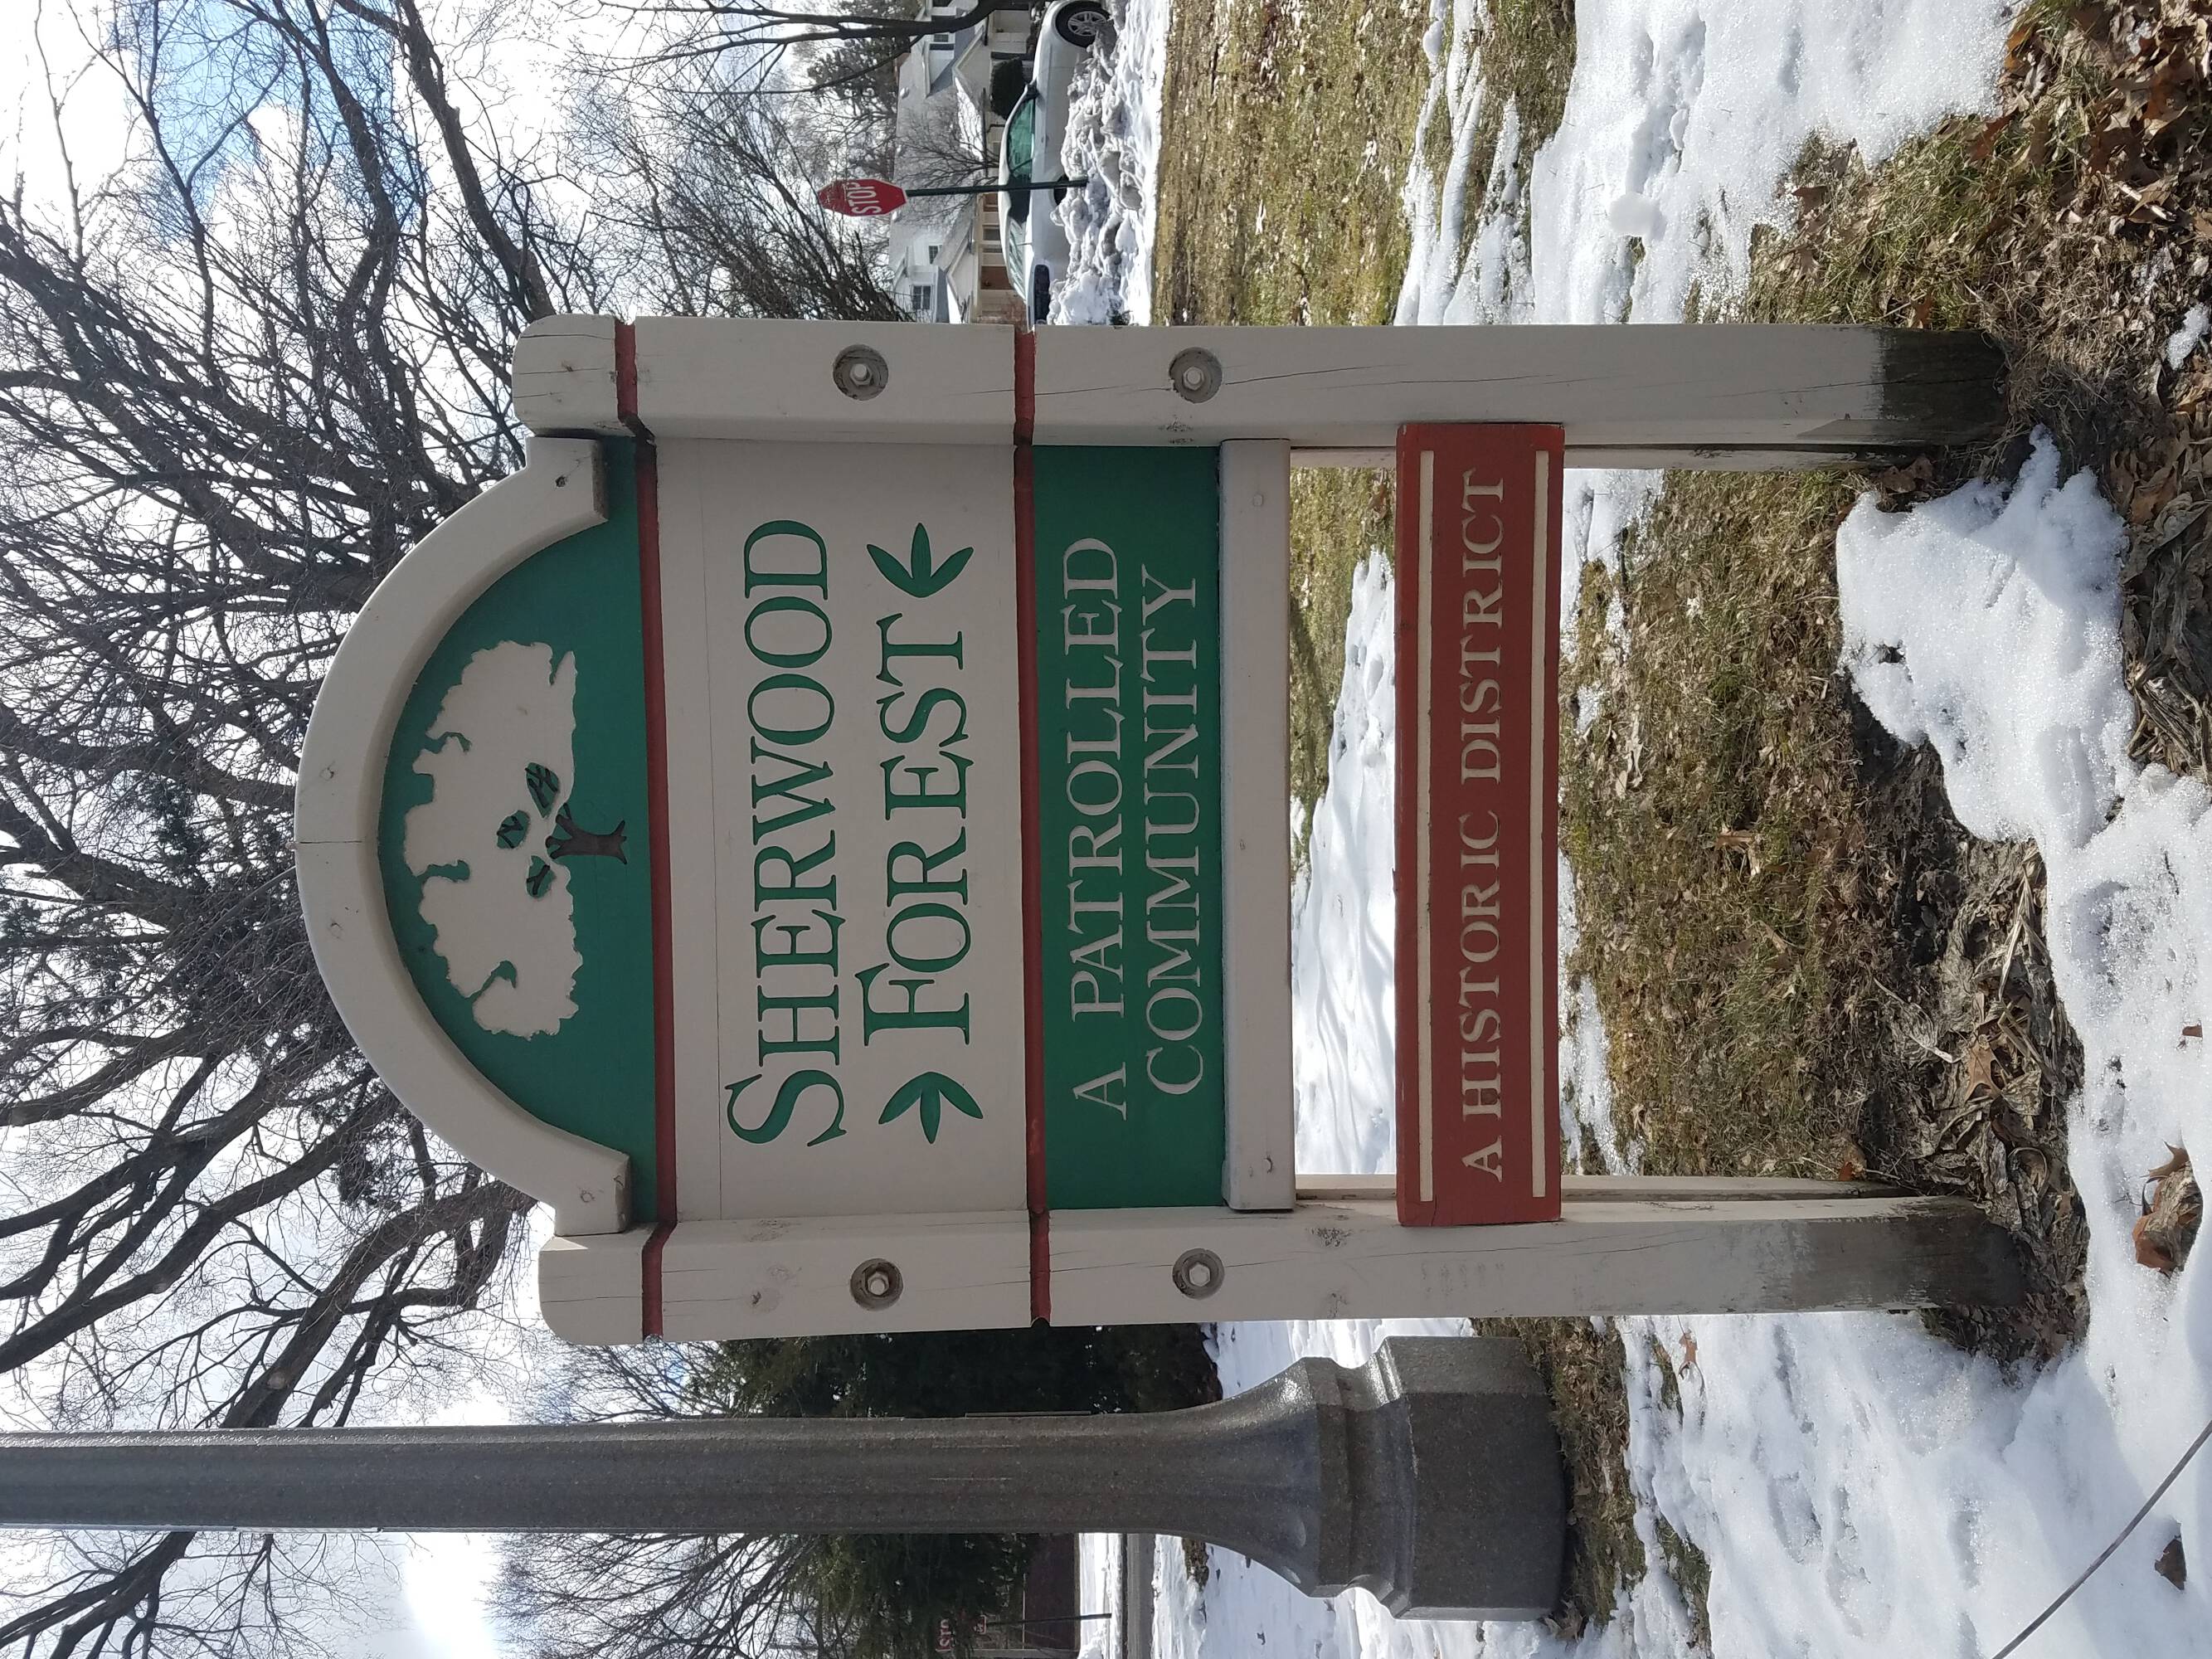 SHERWOOD
FOREST
A PATROLLED
COMMUNITY
A HISTORIC DISTRICT
STOP